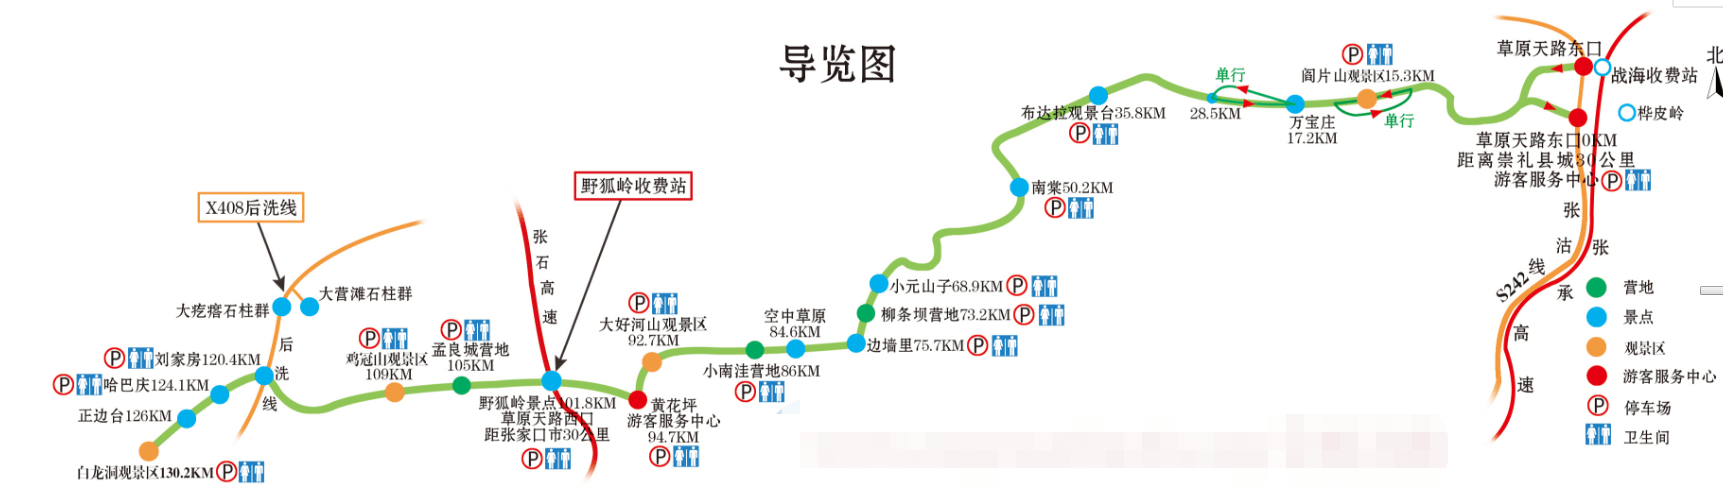 导览图
北
草原天路东口
战海收费站
桦皮岭
草原天路东口0KM
距离崇礼县城30公里
游客服务中心 P
张
沽
线
S242
张
承
高
速
P
阎片山观景区15.3KM
单行
单行
万宝庄
17.2KM
28.5KM
布达拉观景台35.8KM
P
南棠50.2KM
P
小元山子68.9KM P
柳条坝营地73.2KM P
边墙里75.7KM P
空中草原
84.6KM
小南洼营地86K
P
P
大好河山观景区
92.7KM
黄花坪
游客服务中心
94.7KM
P
野狐岭收费站
张
石
高
速
野狐岭景点101.8KM
草原天路西口
距张家口市30公里
P
P
孟良城营地
105KM
P
鸡冠山观景区
109KM
X408后洗线
大疙瘩石柱群
大营滩石柱群
后
洗
线
P 刘家房120.4KM
P 哈巴庆124.1KM
正边台126KM
白龙洞观景区130.2KM P
营地
景点
观景区
游客服务中心
P 停车场
卫生间